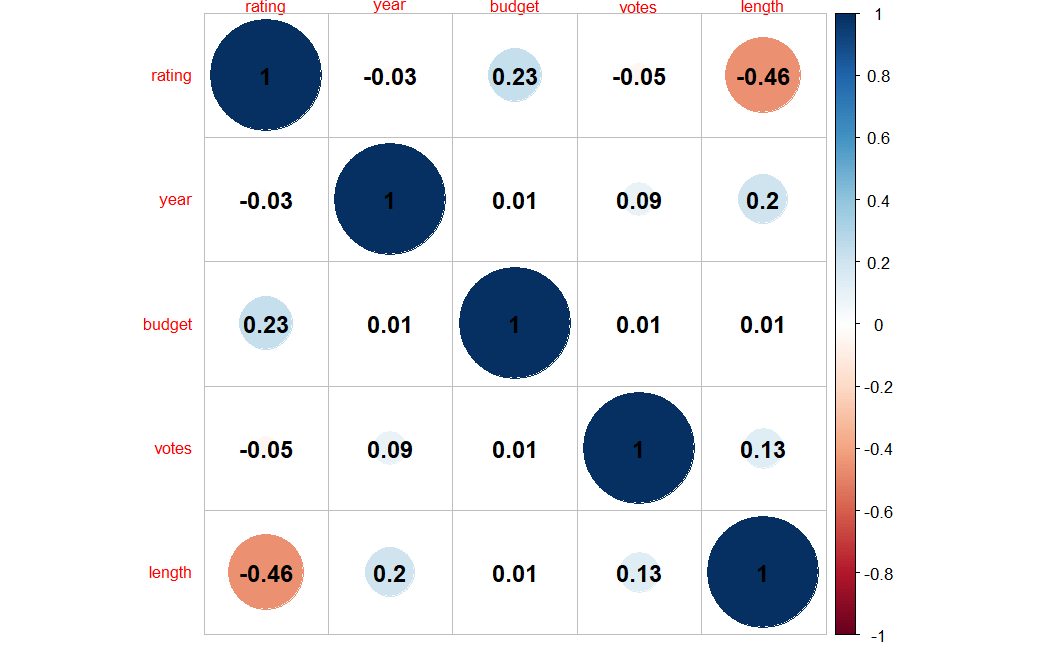 rating year budget votes length
rating 1 -0.03 0.23 -0.05 -0.46
year -0.03 1 0.01 0.09 0.2
budget 0.23 0.01 1 0.01 0.01
votes -0.05 0.09 0.01 1 0.13
length -0.46 0.2 0.01 0.13 1
1
0.8
0.6
0.4
0.2
0
-0.2
-0.4
-0.6
-0.8
-1